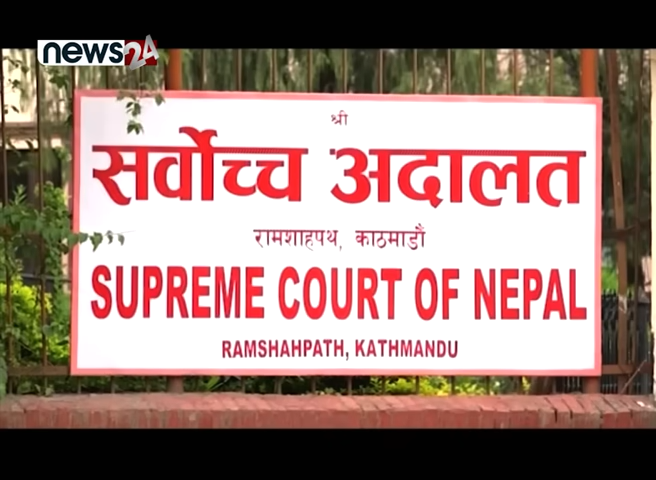 news24
श्री
सर्वोच्च अदालत
रामशाहपथ, काठमाडौं
SUPREME COURT OF NEPAL
RAMSHAHPATH, KATHMANDU